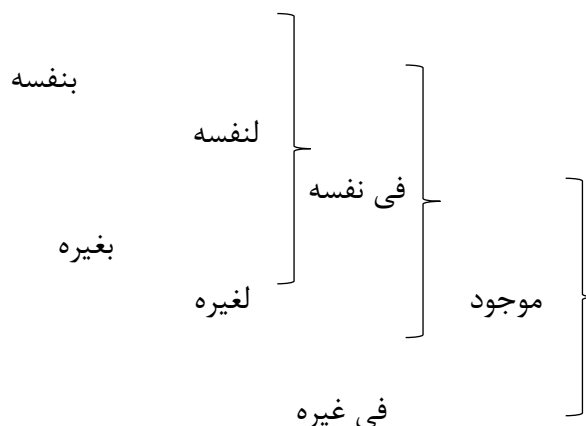 بنفسه
لنفسه
فی نفسه
بغیره
لغیره
موجود
فی غیره